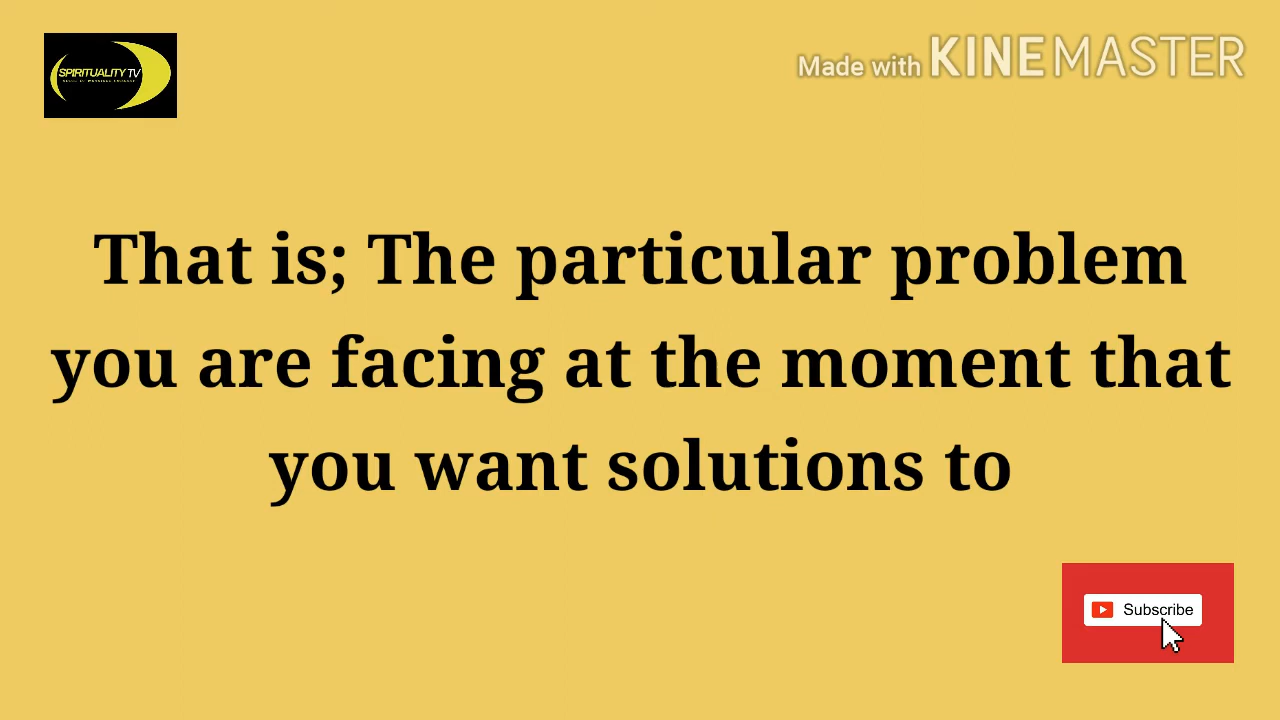 SPIRITUALITY TV
Made with KINEMASTER
That is; The particular problem
you are facing at the moment that
you want solutions to
Subscribe